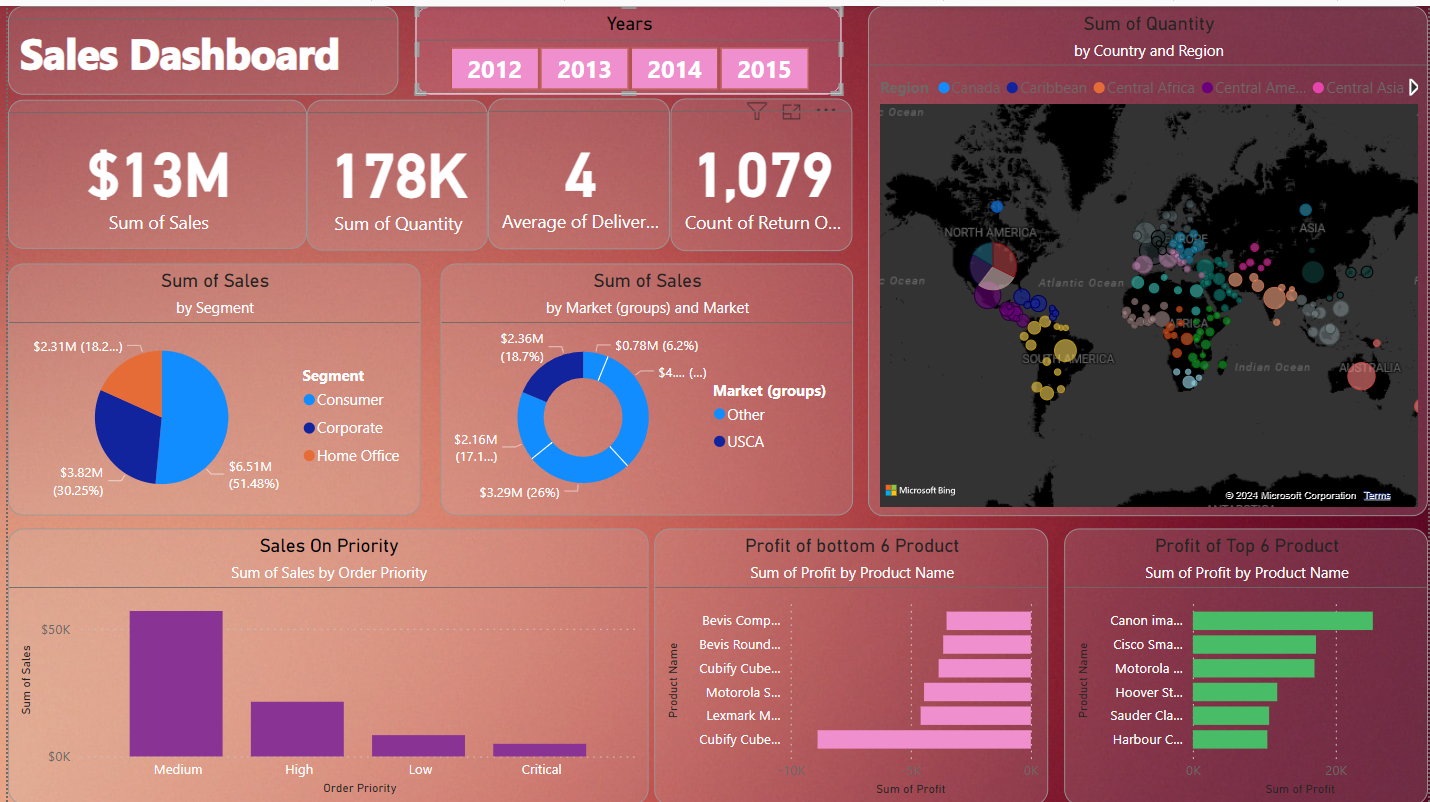 Sales Dashboard
Years
2012 2013 2014 2015
$13M
Sum of Sales
178K
Sum of Quantity
4
Average of Deliver...
1,079
Count of Return O...
Sum of Quantity
by Country and Region
Region Canada Caribbean Central Africa Central Ame... Central Asia
Ocean
NORTH AMERICA
EUROPE
ASIA
Ocean
Atlantic Ocean
AFRICA
SOUTH AMERICA
Indian Ocean
AUSTRALIA
Microsoft Bing
© 2024 Microsoft Corporation Terms
ANTARCTICA
Sum of Sales
by Segment
$2.31M (18.2...)
$3.82M
(30.25%)
$6.51M
(51.48%)
Segment
Consumer
Corporate
Home Office
Sum of Sales
by Market (groups) and Market
$2.36M
(18.7%)
$0.78M (6.2%)
$4.... (...)
$2.16M
(17.1...)
$3.29M (26%)
Market (groups)
Other
USCA
Sales On Priority
Sum of Sales by Order Priority
Sum of Sales
$50K
$0K
Medium High Low Critical
Order Priority
Profit of bottom 6 Product
Sum of Profit by Product Name
Product Name
Bevis Comp...
Bevis Round...
Cubify Cube...
Motorola S...
Lexmark M...
Cubify Cube...
-10K -5K 0K
Sum of Profit
Profit of Top 6 Product
Sum of Profit by Product Name
Product Name
Canon ima...
Cisco Sma...
Motorola ...
Hoover St...
Sauder Cla...
Harbour C...
0K 20K
Sum of Profit